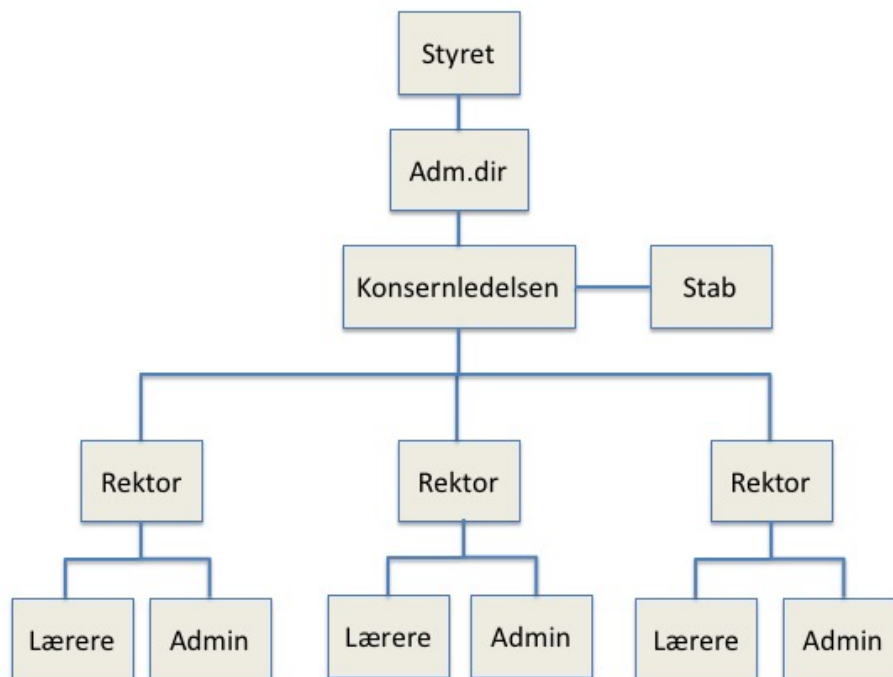 Styret
Adm.dir
Konsernledelsen
Stab
Rektor
Rektor
Rektor
Lærere
Admin
Lærere
Admin
Lærere
Admin